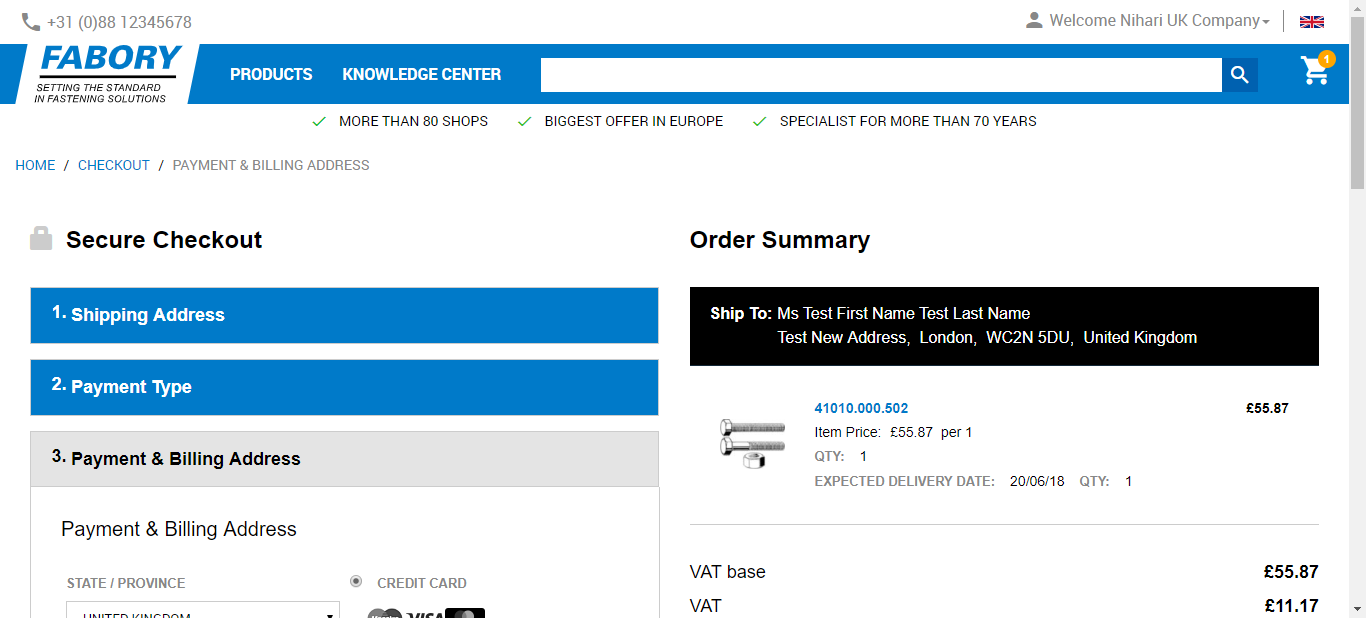 +31 (0)88 12345678
Welcome Nihari UK Company
FABORY
SETTING THE STANDARD
IN FASTENING SOLUTIONS
PRODUCTS KNOWLEDGE CENTER
1
MORE THAN 80 SHOPS BIGGEST OFFER IN EUROPE SPECIALIST FOR MORE THAN 70 YEARS
HOME / CHECKOUT / PAYMENT & BILLING ADDRESS
Secure Checkout
1. Shipping Address
2. Payment Type
3. Payment & Billing Address
Payment & Billing Address
STATE / PROVINCE
UNITED KINGDOM
CREDIT CARD
VISA
Order Summary
Ship To: Ms Test First Name Test Last Name
Test New Address, London, WC2N 5DU, United Kingdom
41010.000.502 £55.87
Item Price: £55.87 per 1
QTY: 1
EXPECTED DELIVERY DATE: 20/06/18 QTY: 1
VAT base £55.87
VAT £11.17